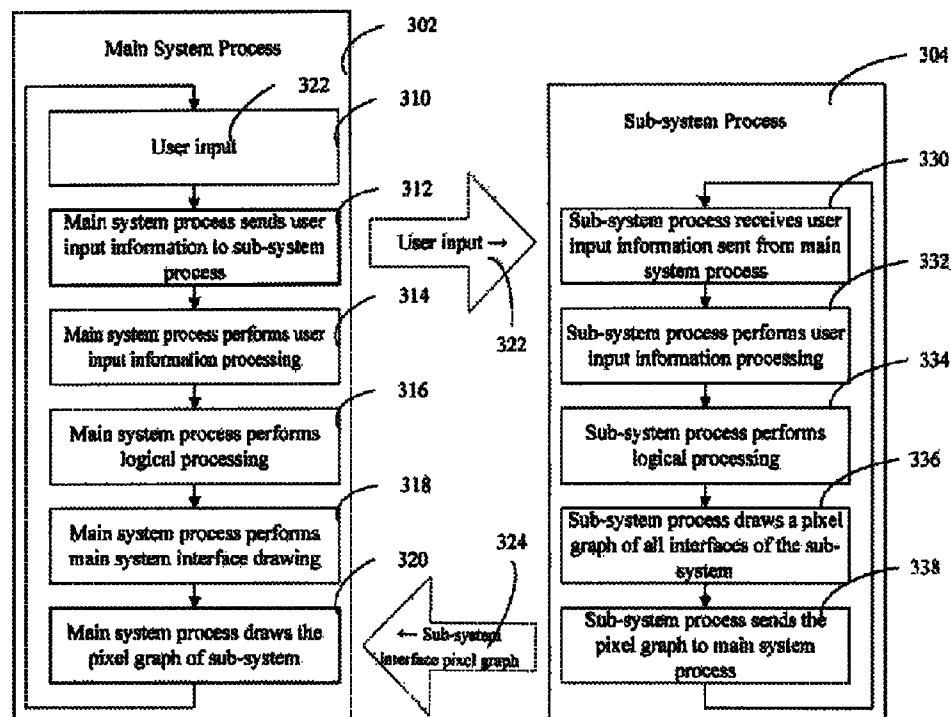 Main System Process
302
322
310
User input
312
Main system process sends user
input information to sub-system
process
314
Main system process performs user
input information processing
316
Main system process performs
logical processing
318
Main system process performs
main system interface drawing
320
Main system process draws the
pixel graph of sub-system
User input →
322
324
← Sub-system
interface pixel graph
304
Sub-system Process
330
Sub-system process receives user
input information sent from main
system process
332
Sub-system process performs user
input information processing
334
Sub-system process performs
logical processing
336
Sub-system process draws a pixel
graph of all interfaces of the sub-
system
338
Sub-system process sends the
pixel graph to main system
process